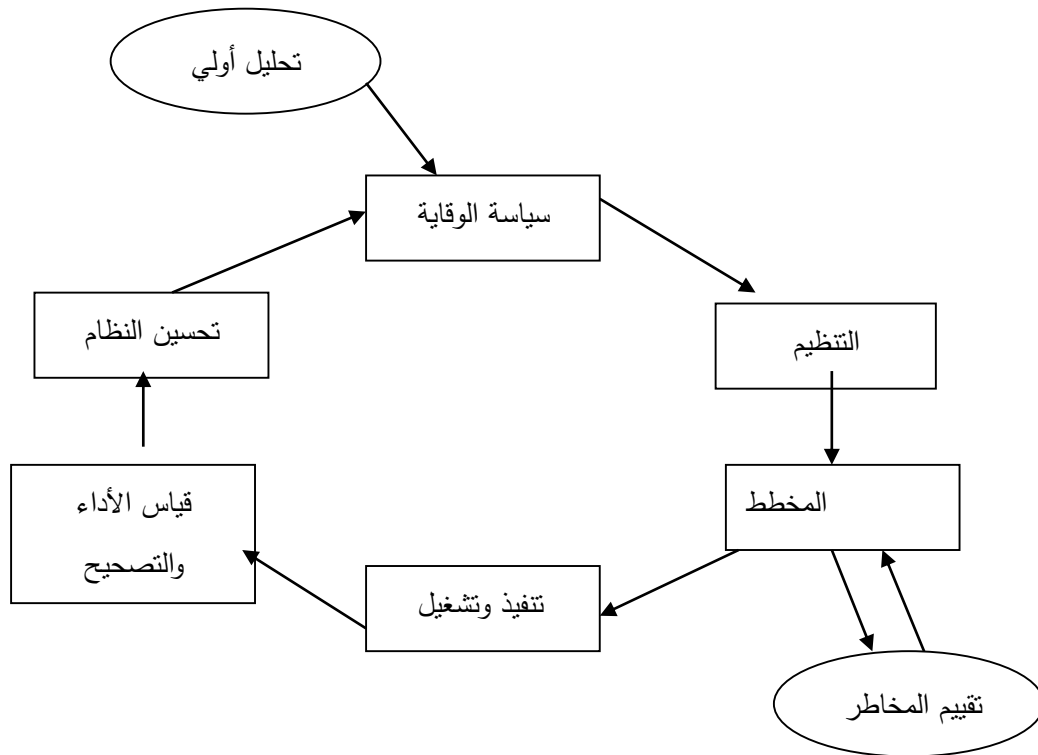 تحليل أولي
سياسة الوقاية
تحسين النظام
التنظيم
قياس الأداء
والتصحيح
المخطط
تنفيذ وتشغيل
تقييم المخاطر